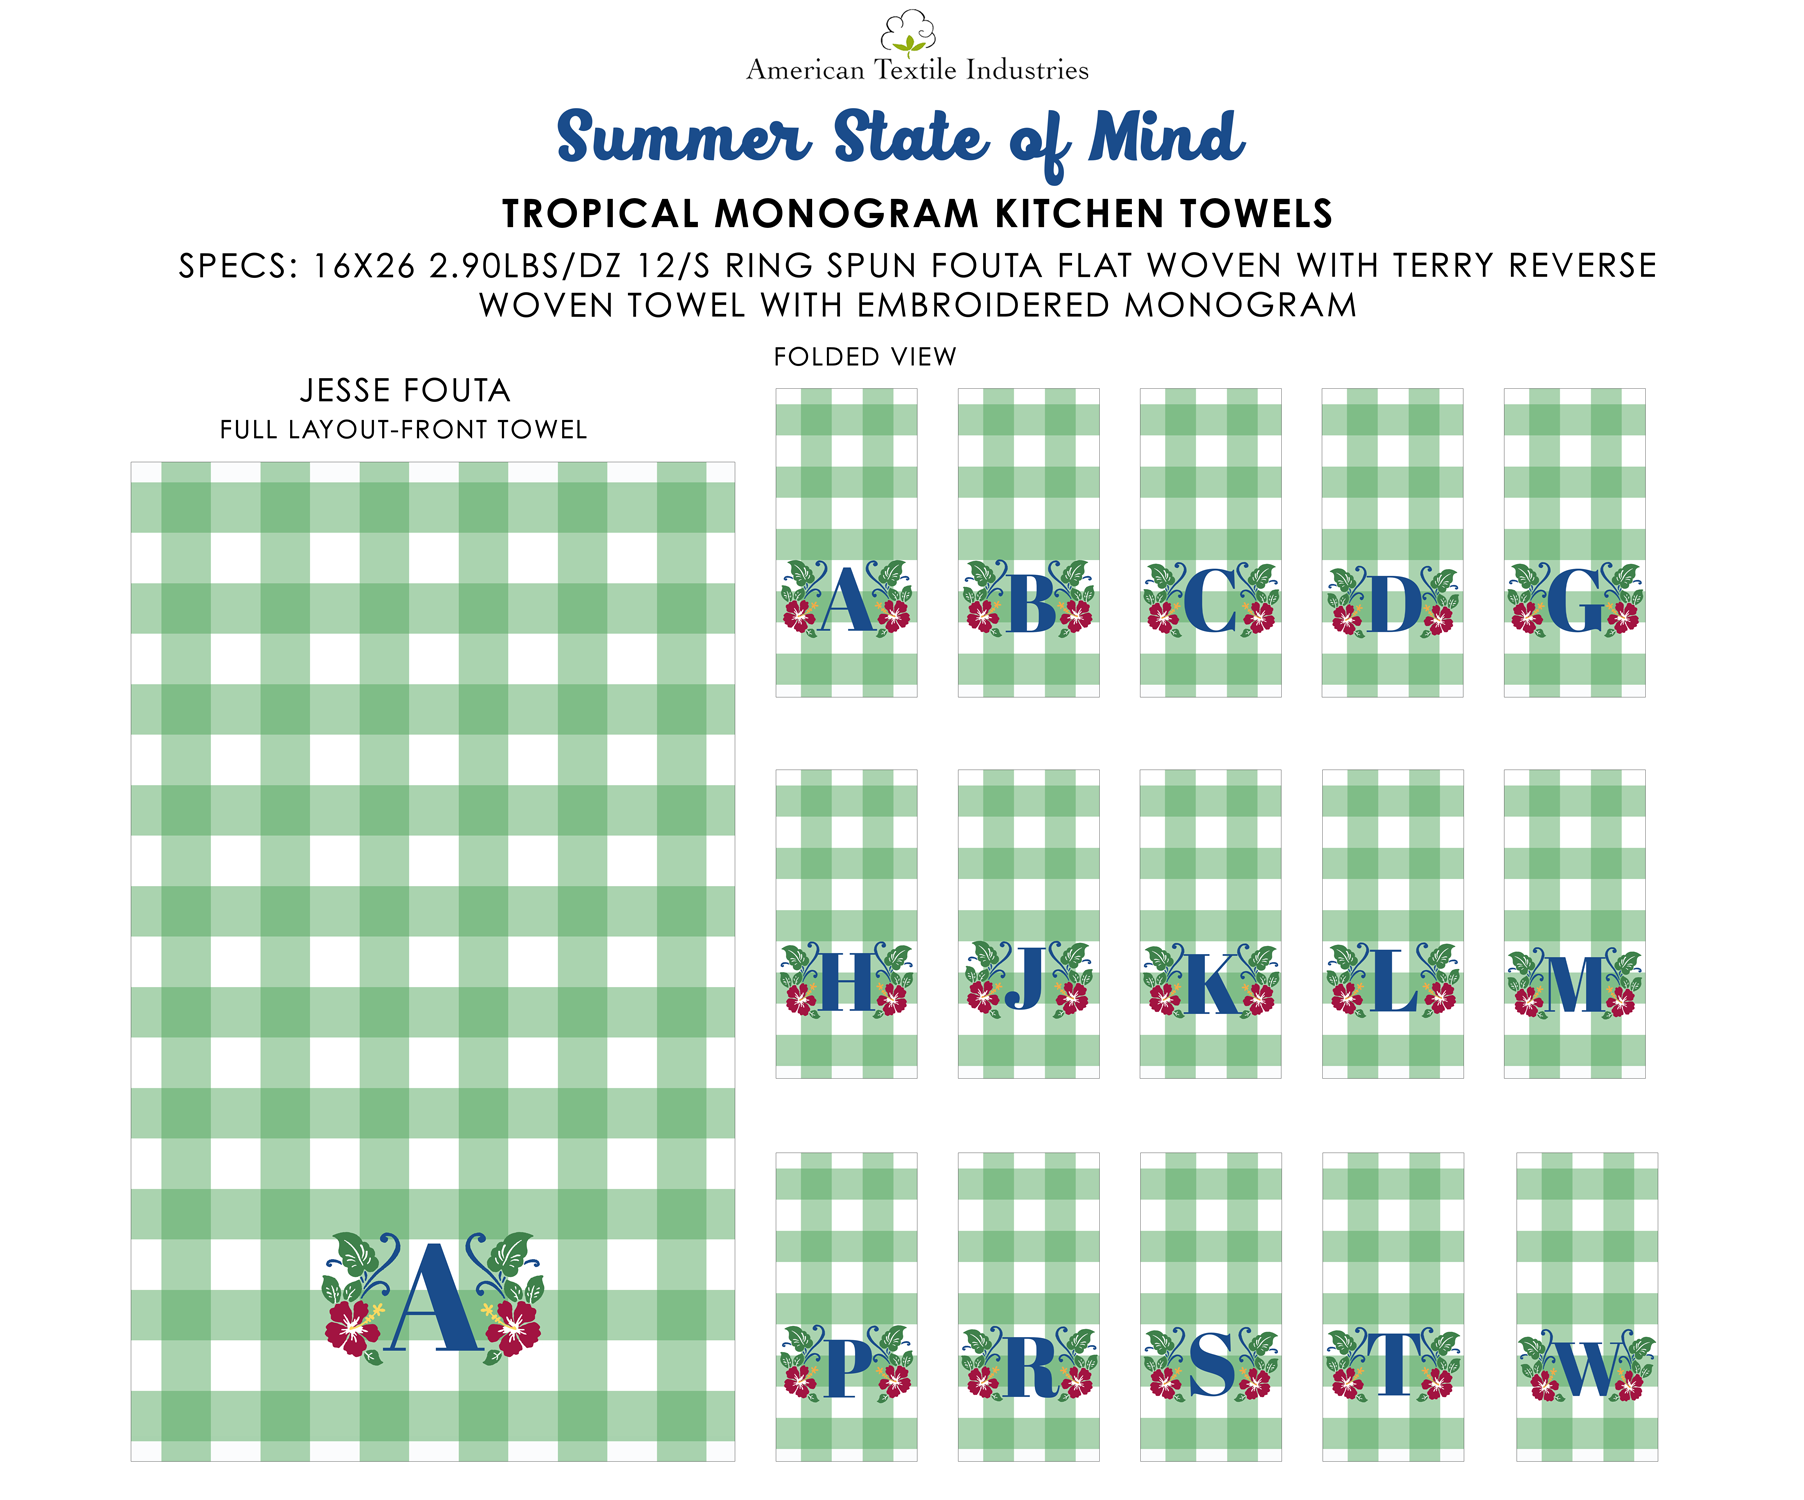 American Textile Industries
Summer State of Mind
TROPICAL MONOGRAM KITCHEN TOWELS
SPECS: 16X26 2.90LBS/DZ 12/S RING SPUN FOUTA FLAT WOVEN WITH TERRY REVERSE
WOVEN TOWEL WITH EMBROIDERED MONOGRAM
JESSE FOUTA
FULL LAYOUT-FRONT TOWEL
A
FOLDED VIEW
A B C D G
H J K L M
P R S T W